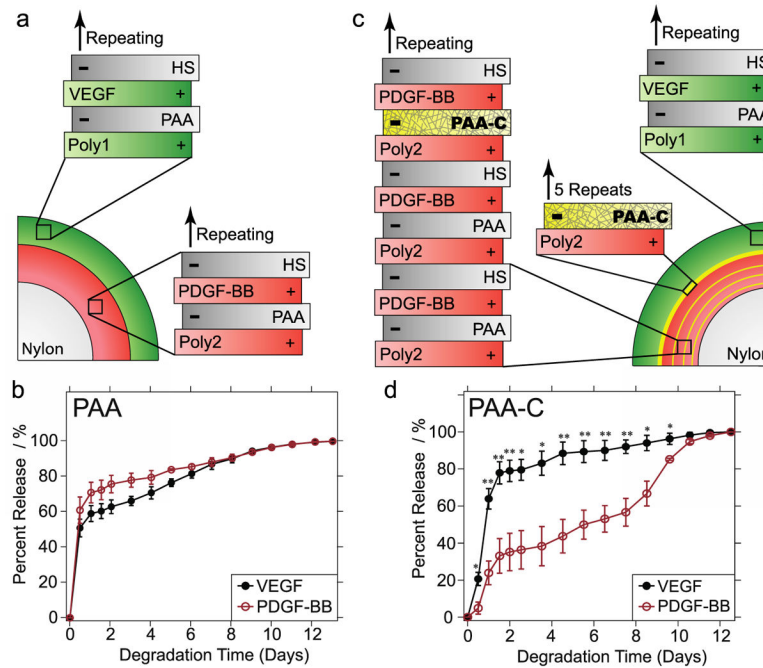 a
Repeating
- HS
VEGF +
- PAA
Poly1 +
Repeating
- HS
PDGF-BB +
- PAA
Poly2 +
Nylon
c
Repeating
- HS
PDGF-BB +
- PAA-C
Poly2 +
- HS
PDGF-BB +
- PAA
Poly2 +
- HS
PDGF-BB +
- PAA
Poly2 +
Repeating
- HS
VEGF +
- PAA
Poly1 +
5 Repeats
- PAA-C
Poly2 +
Nylon
b
PAA
Percent Release / %
100
80
60
40
20
0
VEGF
PDGF-BB
0 2 4 6 8 10 12
Degradation Time (Days)
d
PAA-C
Percent Release / %
100
80
60
40
20
0
* ** ** ** * * ** ** ** ** * *
VEGF
PDGF-BB
0 2 4 6 8 10 12
Degradation Time (Days)